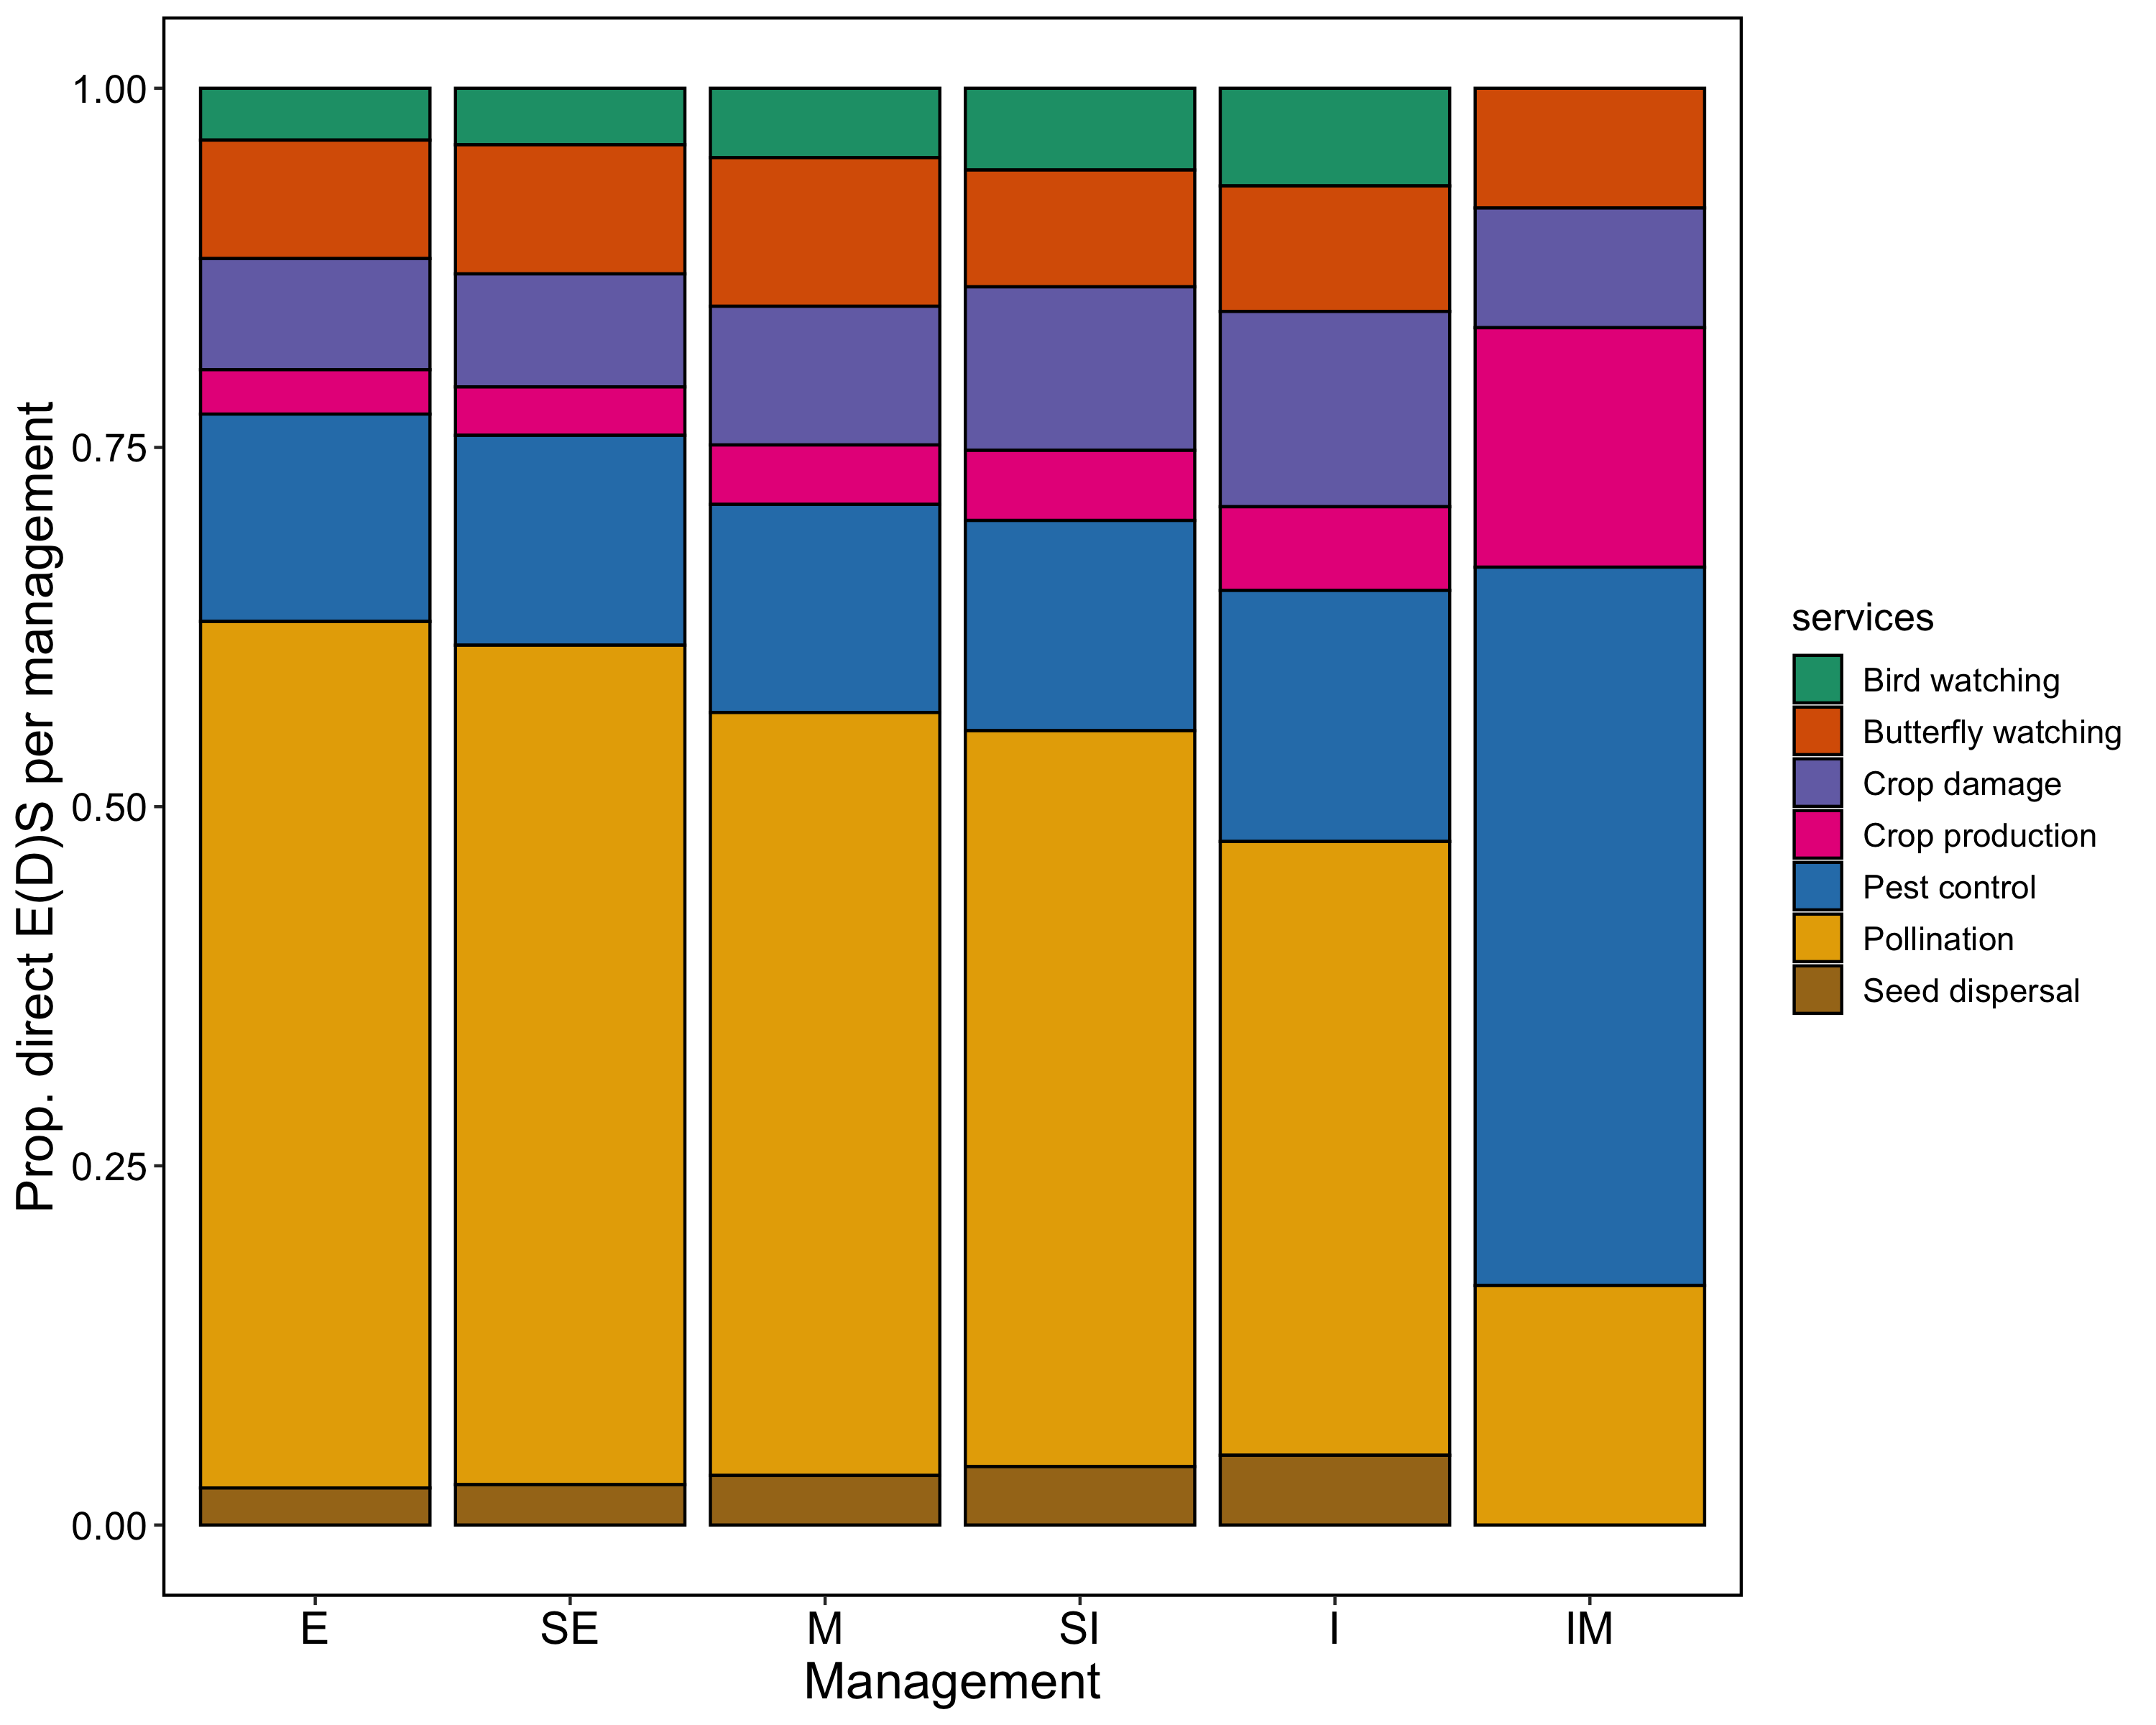 Prop. direct E(D)S per management
1.00
0.75
0.50
0.25
0.00
E SE M SI I IM
Management
services
Bird watching
Butterfly watching
Crop damage
Crop production
Pest control
Pollination
Seed dispersal